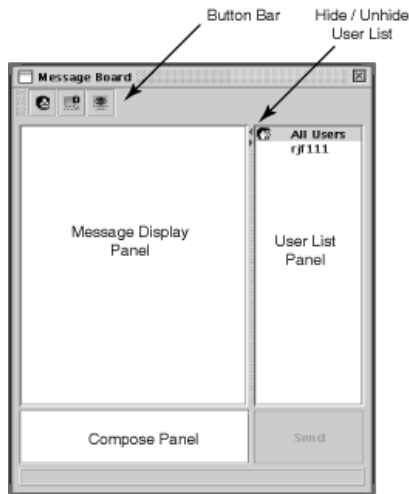 Button Bar
Hide / Unhide
User List
Message Board
All Users
rjf111
Message Display
Panel
User List
Panel
Compose Panel
Send